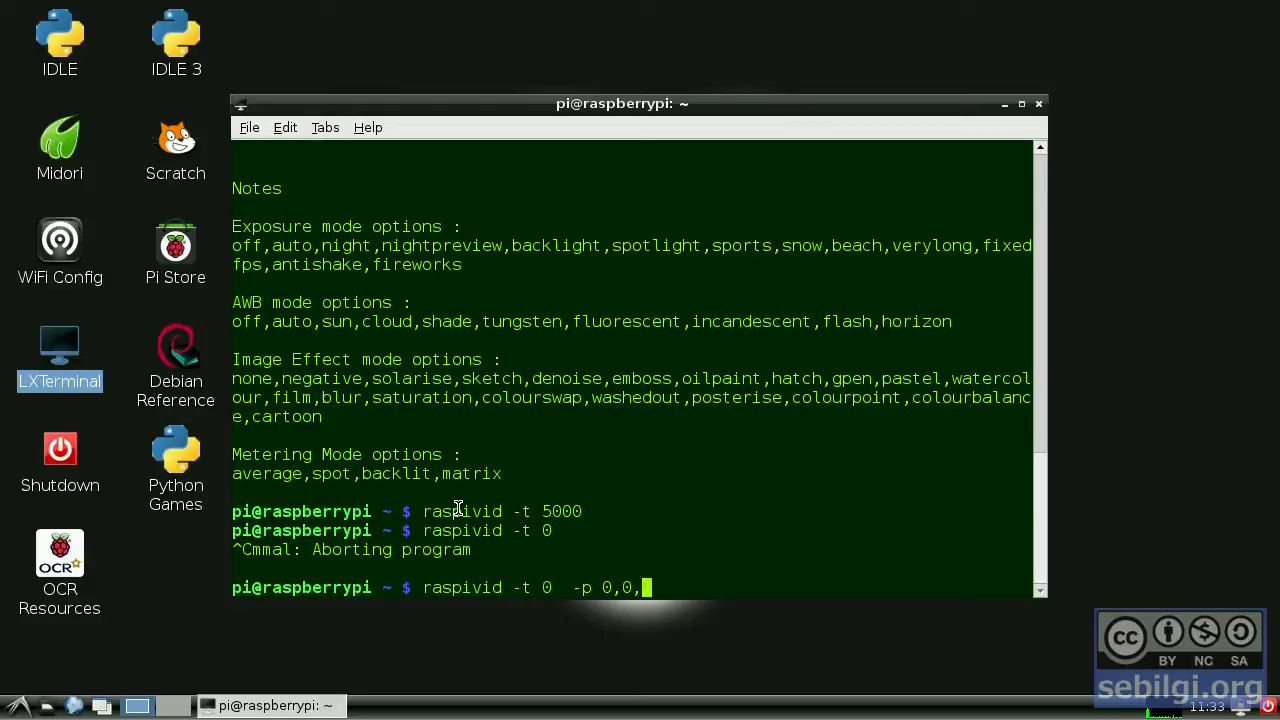 IDLE
IDLE 3
Midori
Scratch
WiFi Config
Pi Store
LXTerminal
Debian
Reference
Shutdown
Python
Games
OCR
OCR
Resources
pi@raspberrypi: ~
File Edit Tabs Help
Notes
Exposure mode options :
off,auto,night,nightpreview,backlight,spotlight,sports,snow,beach,verylong,fixed
fps,antishake,fireworks
AWB mode options :
off,auto,sun,cloud,shade,tungsten,fluorescent,incandescent,flash,horizon
Image Effect mode options :
none,negative,solarise,sketch,denoise,emboss,oilpaint,hatch,gpen,pastel,watercol
our,film,blur,saturation,colourswap,washedout,posterise,colourpoint,colourbalanc
e,cartoon
Metering Mode options :
average,spot,backlit,matrix
pi@raspberrypi ~ $ raspivid -t 5000
pi@raspberrypi ~ $ raspivid -t 0
^Cmmal: Aborting program
pi@raspberrypi ~ $ raspivid -t 0  -p 0,0,
cc
BY NC SA
sebilgi.org
pi@raspberrypi: ~
11:33